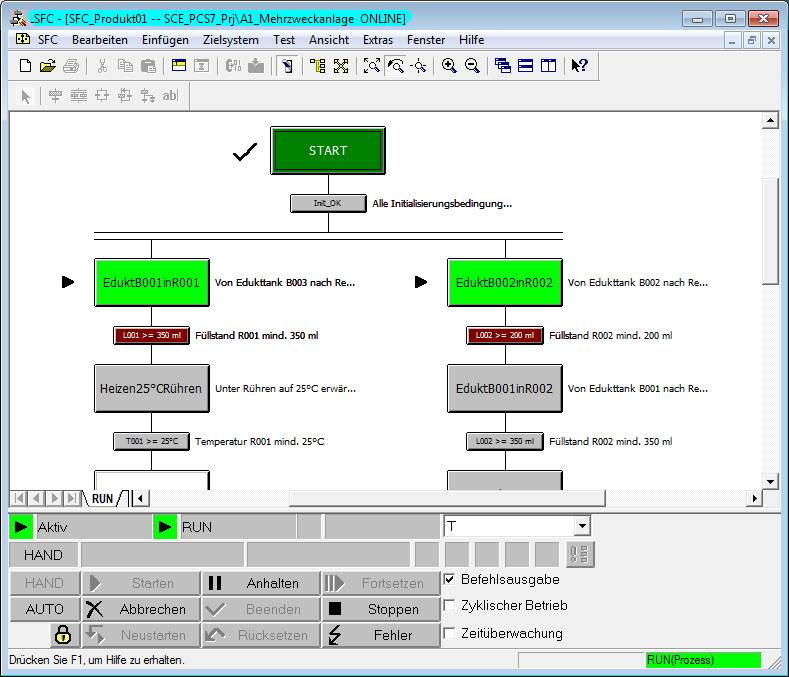 SFC - [SFC_Produkt01 -- SCE_PCS7_Prj\A1_Mehrzweckanlage ONLINE]
SFC Bearbeiten Einfügen Zielsystem Test Ansicht Extras Fenster Hilfe
abl
START
Init_OK Alle Initialisierungsbedingung...
EduktB001inR001 Von Edukttank B003 nach Re... EduktB002inR002 Von Edukttank B002 nach Re...
L001 >= 350 ml Füllstand R001 mind. 350 ml L002 >= 200 ml Füllstand R002 mind. 200 ml
Heizen25°CRühren Unter Rühren auf 25°C erwär... EduktB001inR002 Von Edukttank B001 nach Re...
T001 >= 25°C Temperatur R001 mind. 25°C L002 >= 350 ml Füllstand R002 mind. 350 ml
RUN
Aktiv RUN T
HAND
HAND Starten Anhalten Fortsetzen Befehlsausgabe
AUTO Abbrechen Beenden Stoppen Zyklischer Betrieb
Neustarten Rücksetzen Fehler Zeitüberwachung
Drücken Sie F1, um Hilfe zu erhalten. RUN(Prozess)